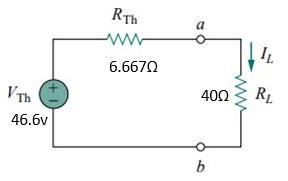 R_Th
6.667Ω
a
I_L
V_Th
+
−
46.6v
40Ω R_L
b